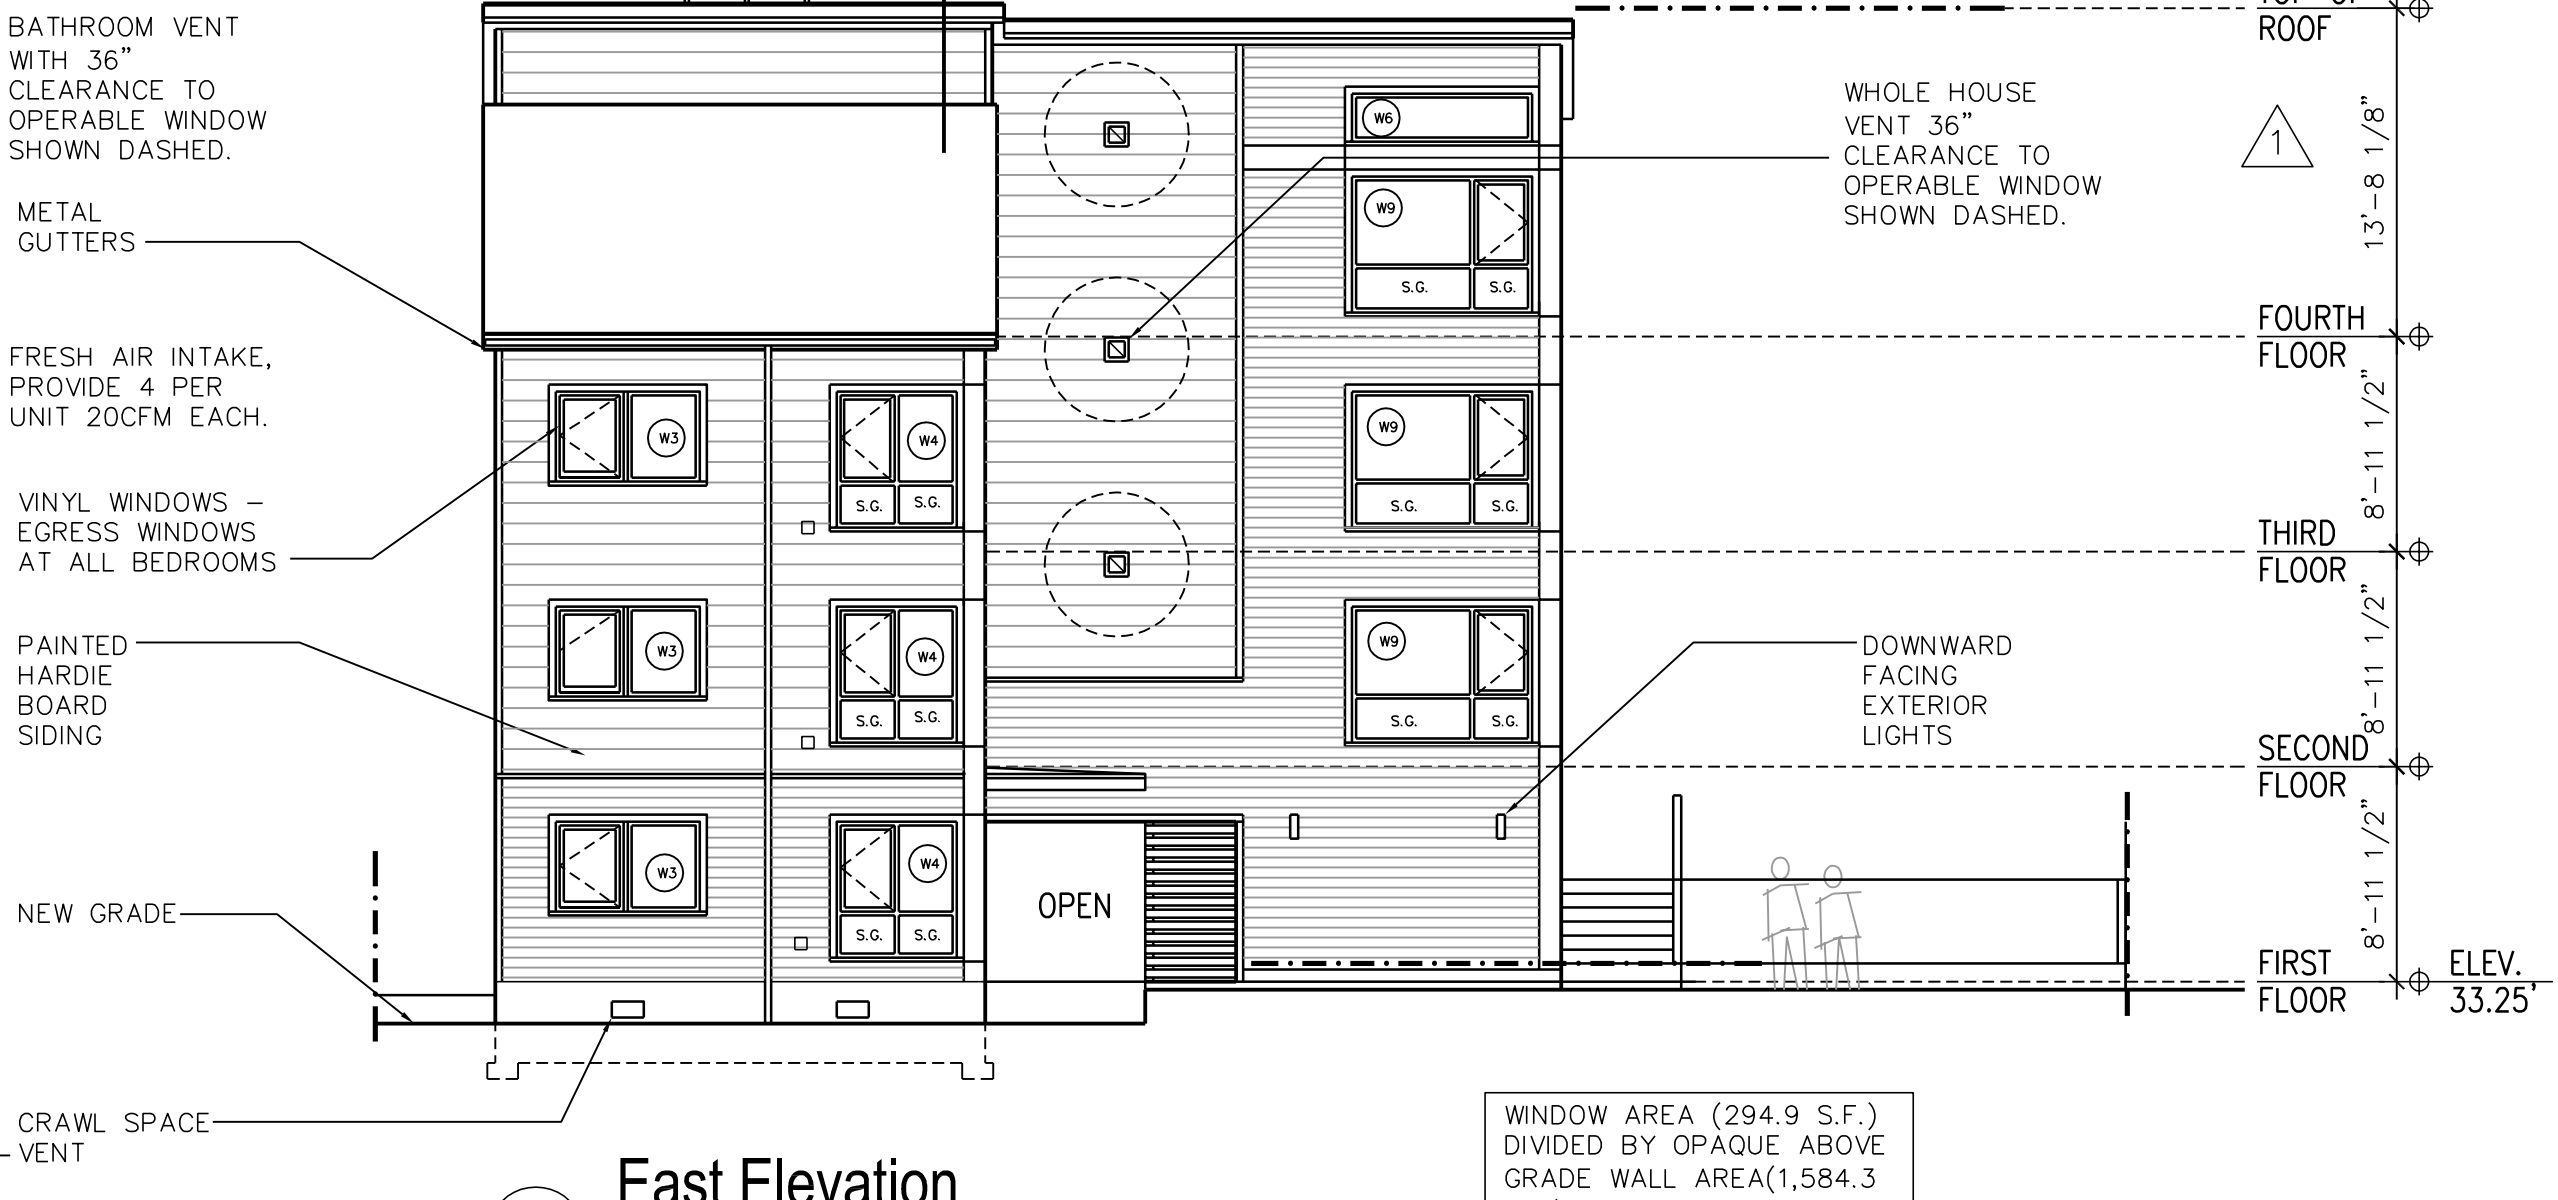 BATHROOM VENT
WITH 36”
CLEARANCE TO
OPERABLE WINDOW
SHOWN DASHED.
METAL
GUTTERS
FRESH AIR INTAKE,
PROVIDE 4 PER
UNIT 20CFM EACH.
VINYL WINDOWS –
EGRESS WINDOWS
AT ALL BEDROOMS
PAINTED
HARDIE
BOARD
SIDING
NEW GRADE
CRAWL SPACE
VENT
W3
W4
S.G. S.G.
W3
W4
S.G. S.G.
W3
W4
S.G. S.G.
OPEN
W6
W9
S.G. S.G.
W9
S.G. S.G.
W9
S.G. S.G.
WHOLE HOUSE
VENT 36”
CLEARANCE TO
OPERABLE WINDOW
SHOWN DASHED.
DOWNWARD
FACING
EXTERIOR
LIGHTS
1
ROOF
13'–8 1/8”
FOURTH
FLOOR
8'–11 1/2”
THIRD
FLOOR
8'–11 1/2”
SECOND
FLOOR
8'–11 1/2”
FIRST
FLOOR
ELEV.
33.25'
East Elevation
WINDOW AREA (294.9 S.F.)
DIVIDED BY OPAQUE ABOVE
GRADE WALL AREA(1,584.3